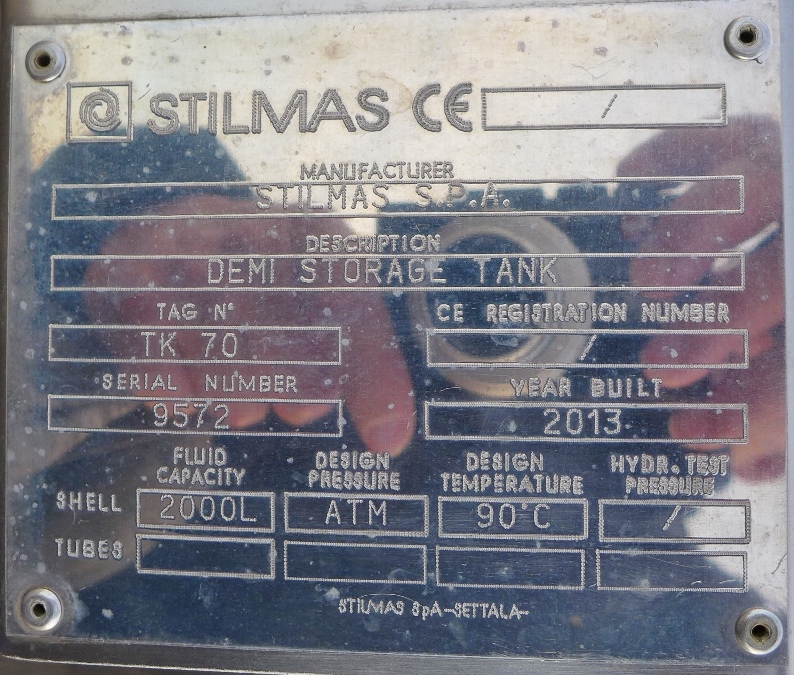 STILMAS CE /
MANUFACTURER
STILMAS S.P.A.
DESCRIPTION
DEMI STORAGE TANK
TAG N° CE REGISTRATION NUMBER
TK 70 /
SERIAL NUMBER YEAR BUILT
9572 2013
FLUID CAPACITY DESIGN PRESSURE DESIGN TEMPERATURE HYDR. TEST PRESSURE
SHELL 2000L ATM 90°C /
TUBES
STILMAS SpA-SETTALA-